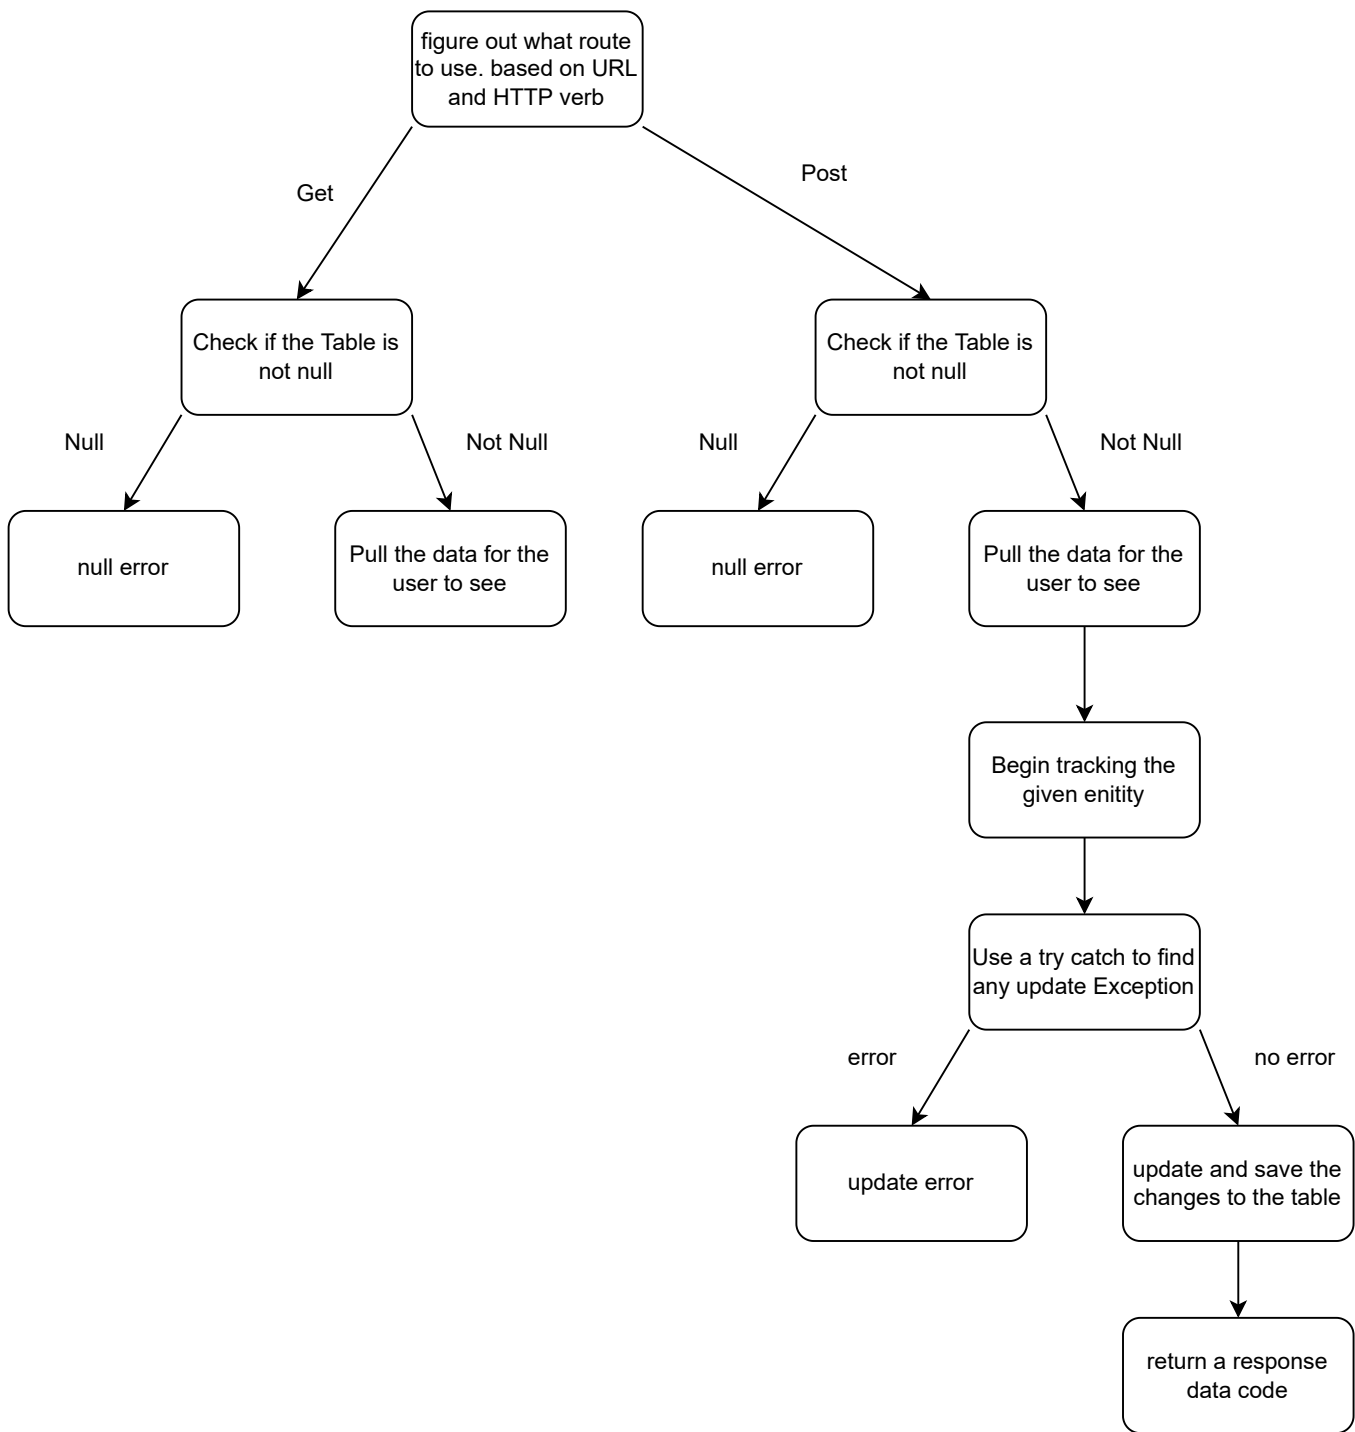 figure out what route
to use. based on URL
and HTTP verb
Get
Post
Check if the Table is
not null
Check if the Table is
not null
Null
Not Null
Null
Not Null
null error
Pull the data for the
user to see
null error
Pull the data for the
user to see
Begin tracking the
given enitity
Use a try catch to find
any update Exception
error
no error
update error
update and save the
changes to the table
return a response
data code